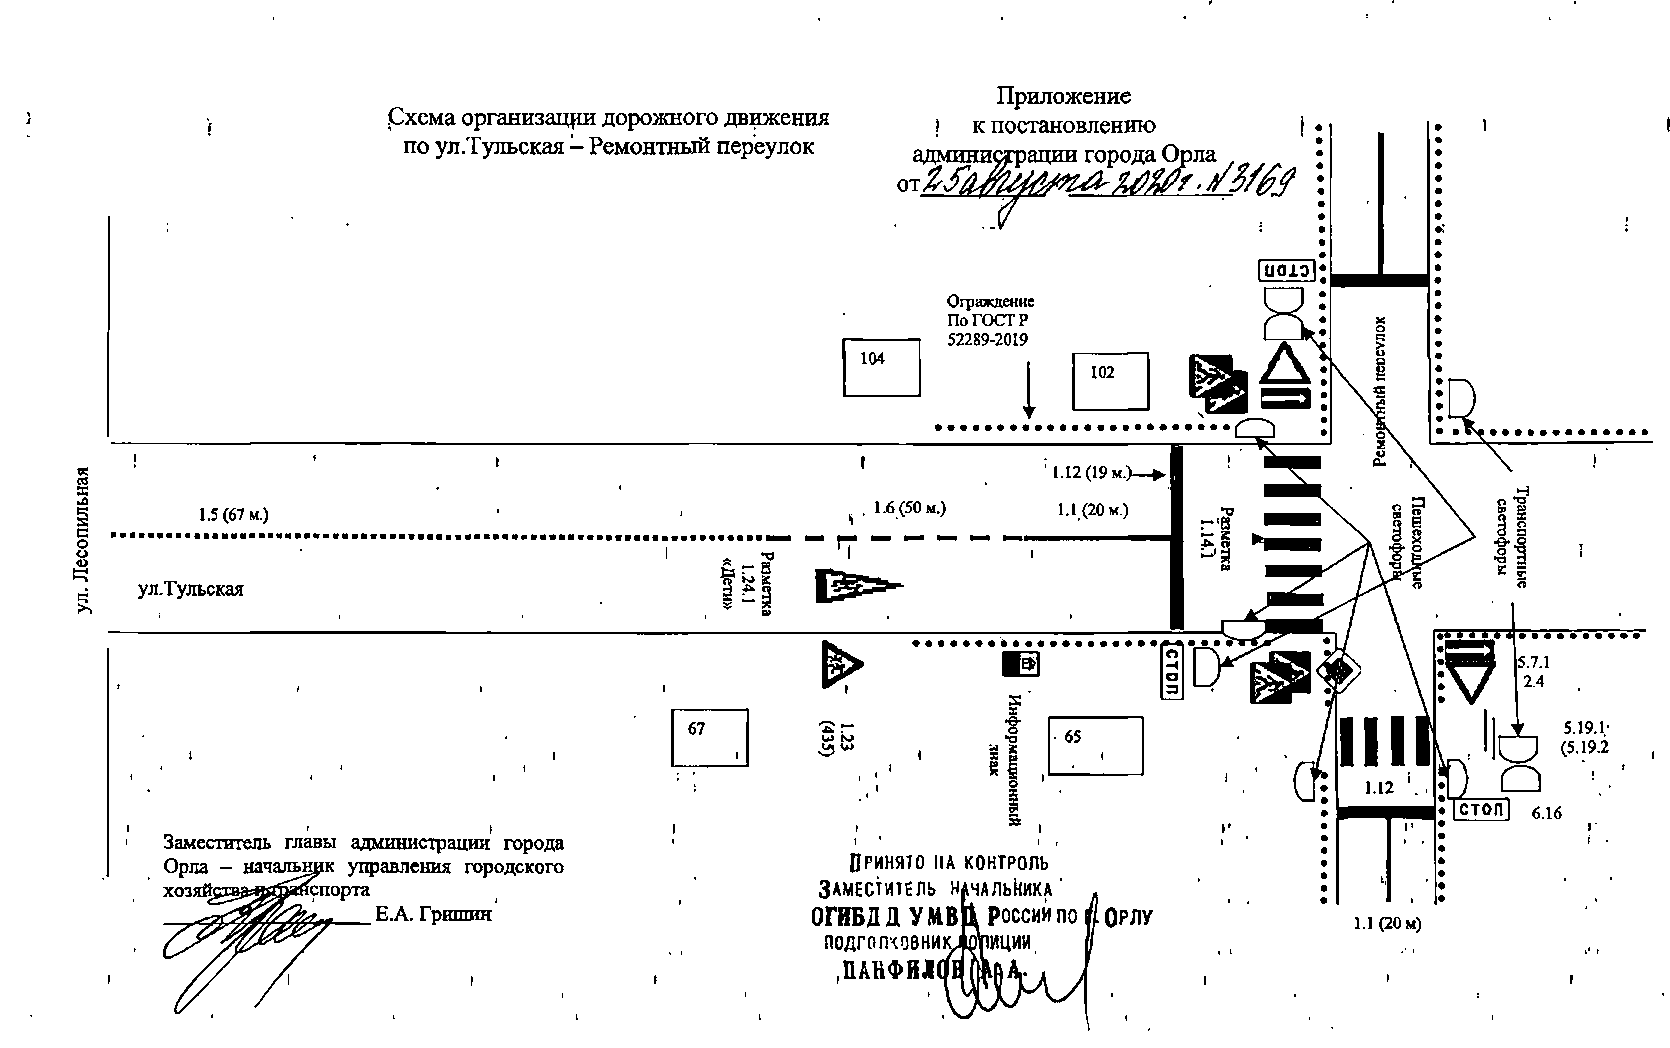 Схема организации дорожного движения
по ул.Тульская – Ремонтный переулок
Приложение
к постановлению
администрации города Орла
от 25 августа 2020г. №3169
СТОП
Ограждение
По ГОСТ Р
52289-2019
104
102
Ремонтный переулок
ул. Лесопильная
1.5 (67 м.)
1.6 (50 м.)
1.12 (19 м.)
1.1 (20 м.)
Разметка
1.14.1
Пешеходные
светофоры
Транспортные
светофоры
ул.Тульская
Разметка
1.24.1
«Дети»
СТОП
5.7.1
2.4
67
1.23
(435)
Информационный
знак
65
5.19.1
(5.19.2
1.12
СТОП
6.16
1.1 (20 м)
Заместитель главы администрации города
Орла – начальник управления городского
хозяйства и транспорта
Е.А. Гришин
ПРИНЯТО НА КОНТРОЛЬ
ЗАМЕСТИТЕЛЬ НАЧАЛЬНИКА
ОГИБДД УМВД РОССИИ ПО Г. ОРЛУ
ПОДПОЛКОВНИК ПОЛИЦИИ
ПАНФИЛОВ А.А.